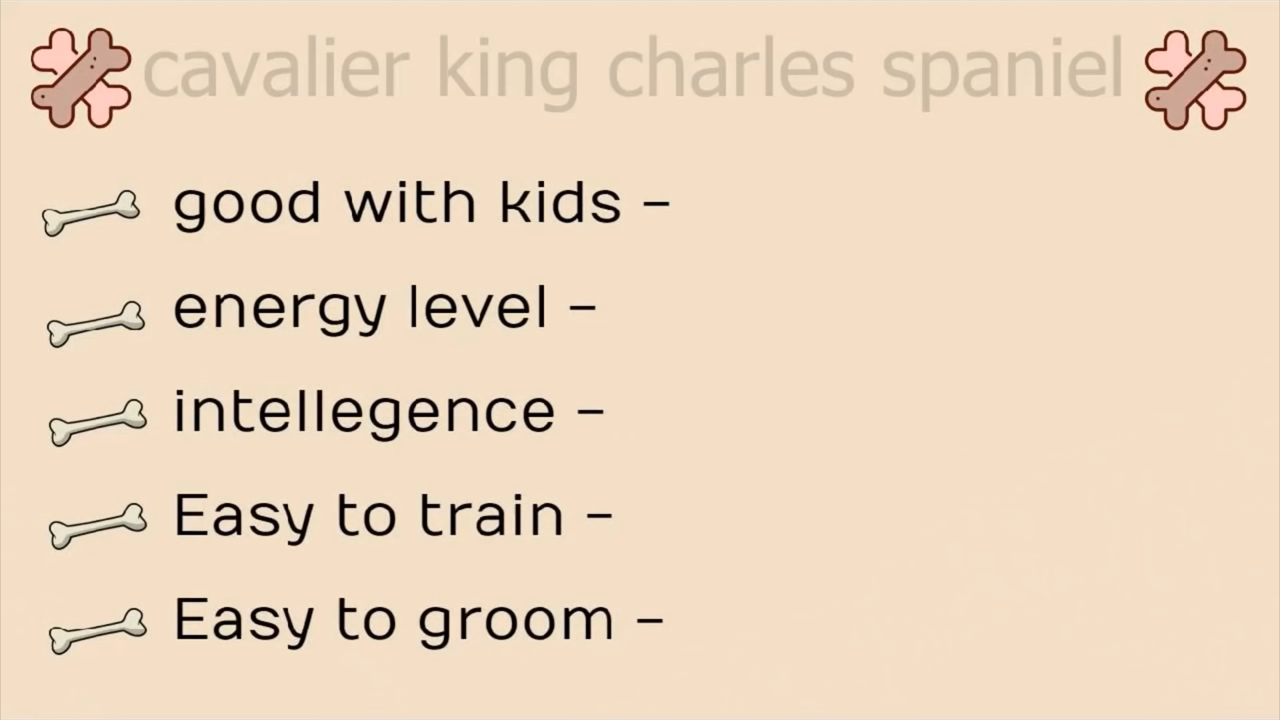 cavalier king charles spaniel
good with kids -
energy level -
intellegence -
Easy to train -
Easy to groom -